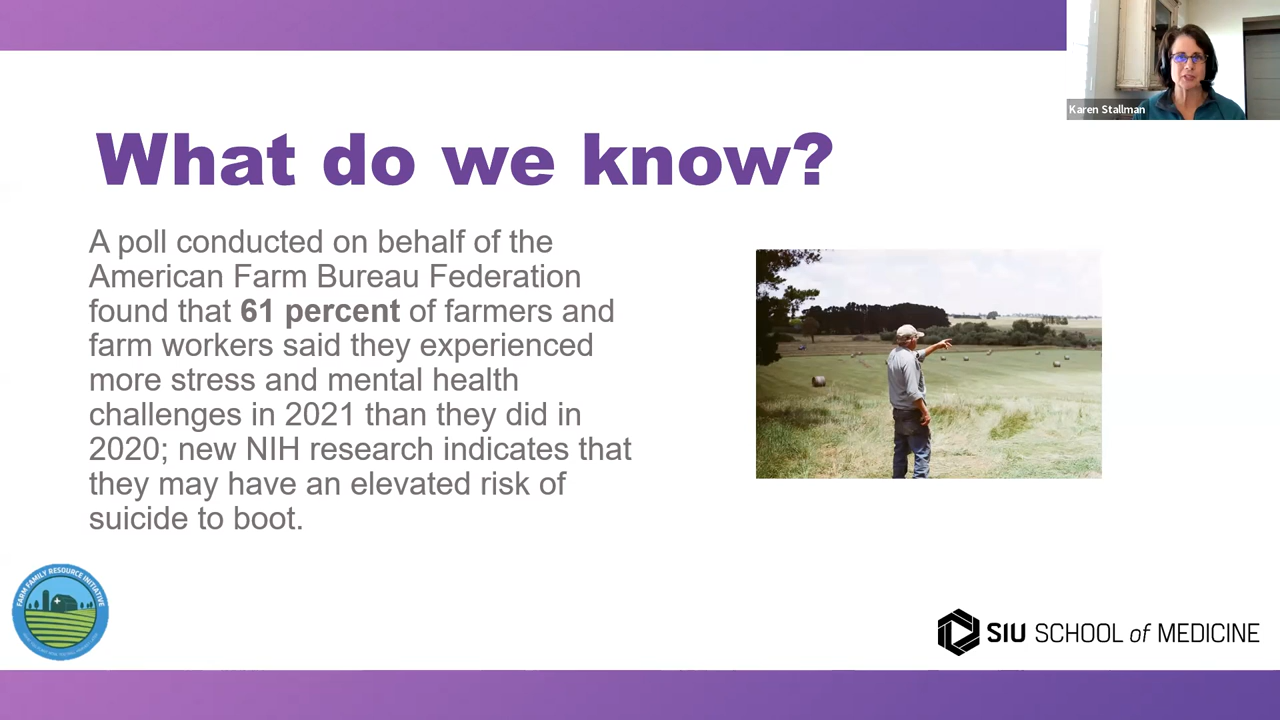 Karen Stallman
What do we know?
A poll conducted on behalf of the
American Farm Bureau Federation
found that 61 percent of farmers and
farm workers said they experienced
more stress and mental health
challenges in 2021 than they did in
2020; new NIH research indicates that
they may have an elevated risk of
suicide to boot.
FARM FAMILY RESOURCE INITIATIVE
SIU SCHOOL of MEDICINE